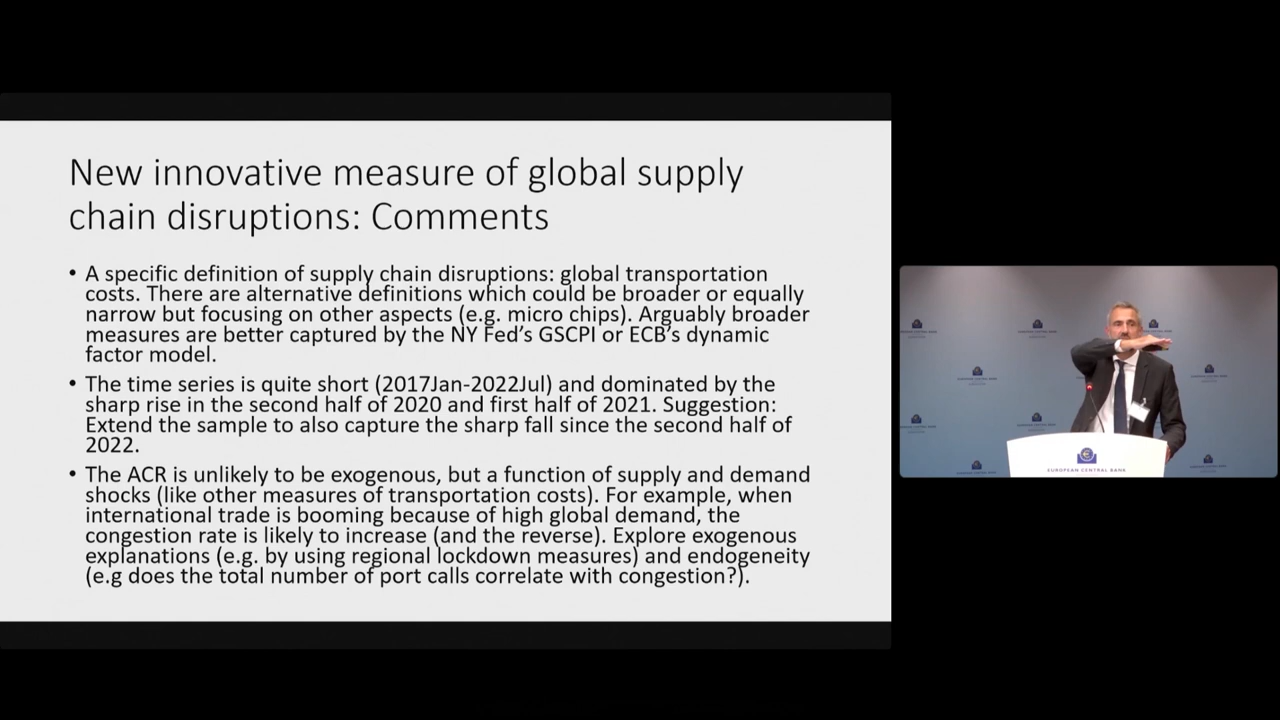 New innovative measure of global supply
chain disruptions: Comments
• A specific definition of supply chain disruptions: global transportation
costs. There are alternative definitions which could be broader or equally
narrow but focusing on other aspects (e.g. micro chips). Arguably broader
measures are better captured by the NY Fed's GSCPI or ECB's dynamic
factor model.
• The time series is quite short (2017Jan-2022Jul) and dominated by the
sharp rise in the second half of 2020 and first half of 2021. Suggestion:
Extend the sample to also capture the sharp fall since the second half of
2022.
• The ACR is unlikely to be exogenous, but a function of supply and demand
shocks (like other measures of transportation costs). For example, when
international trade is booming because of high global demand, the
congestion rate is likely to increase (and the reverse). Explore exogenous
explanations (e.g. by using regional lockdown measures) and endogeneity
(e.g does the total number of port calls correlate with congestion?).
EUROPEAN CENTRAL BANK